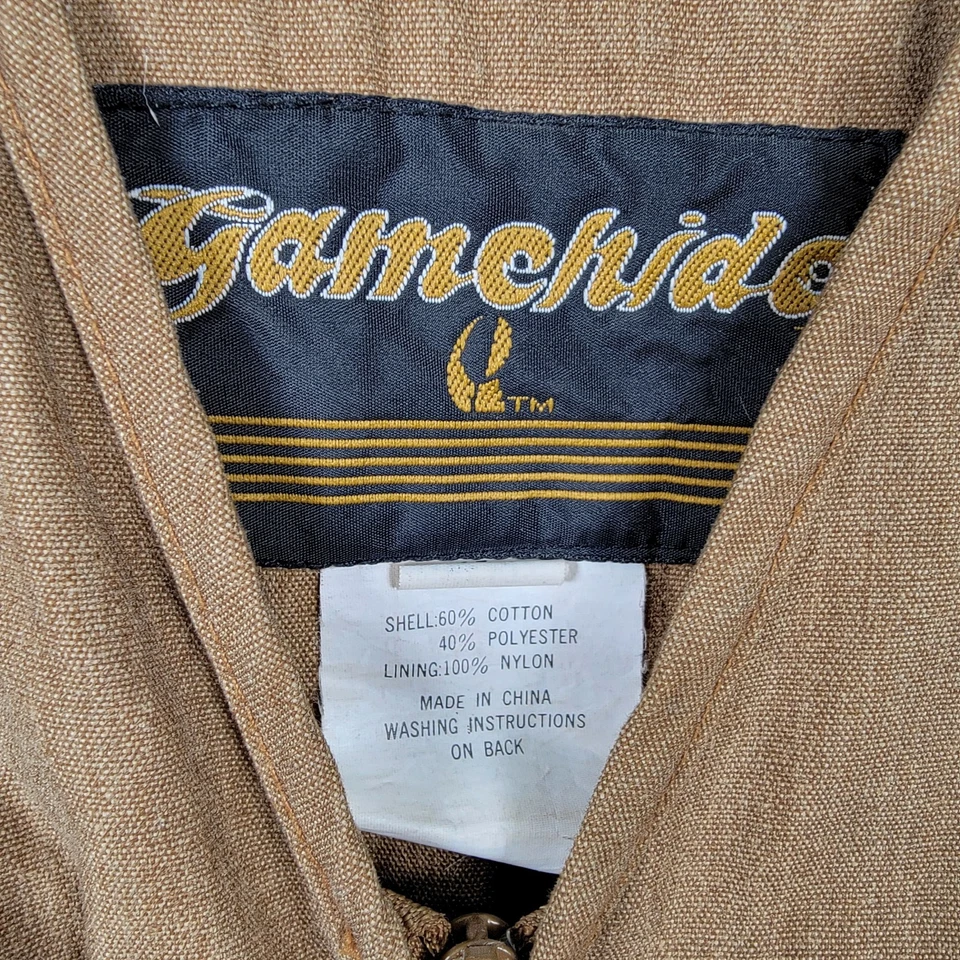 Gamehide
TM
SHELL:60% COTTON
40% POLYESTER
LINING:100% NYLON
MADE IN CHINA
WASHING INSTRUCTIONS
ON BACK